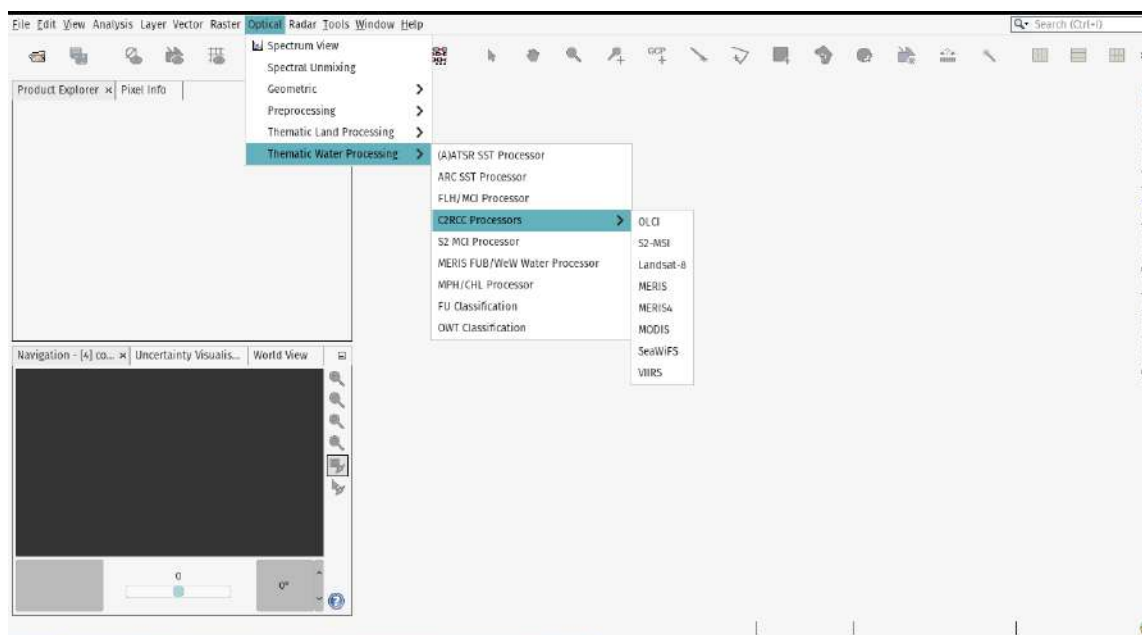 File Edit View Analysis Layer Vector Raster Optical Radar Tools Window Help
Search (Ctrl+I)
Spectrum View
Spectral Unmixing
Geometric
Preprocessing
Thematic Land Processing
Thematic Water Processing
GCP
Product Explorer × Pixel Info
(A)ATSR SST Processor
ARC SST Processor
FLH/MCI Processor
C2RCC Processors
S2 MCI Processor
MERIS FUB/WeW Water Processor
MPH/CHL Processor
FU Classification
OWT Classification
OLCI
S2-MSI
Landsat-8
MERIS
MERIS4
MODIS
SeaWiFS
VIIRS
Navigation - [4] co... × Uncertainty Visualis... World View
0
0°